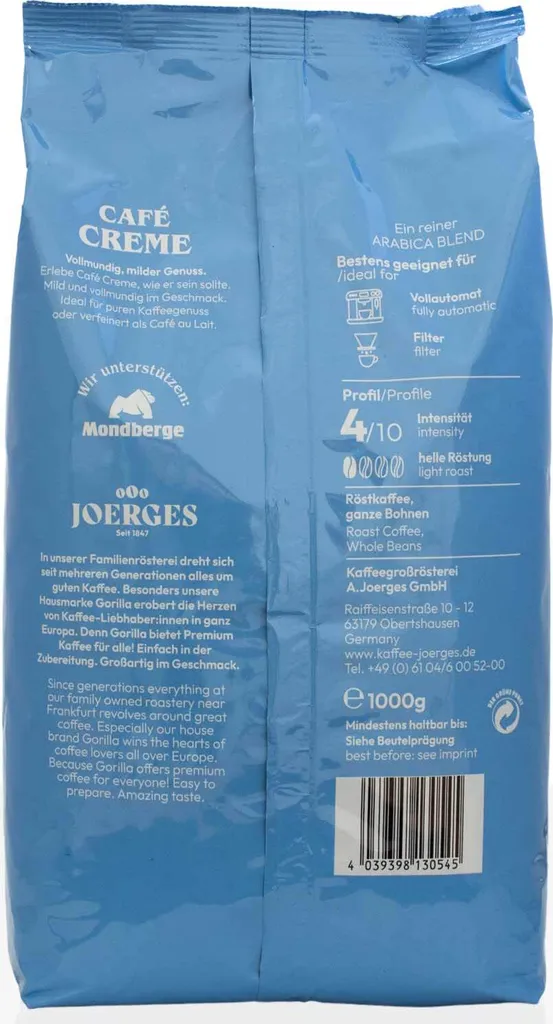 CAFÉ
CREME
Vollmundig, milder Genuss.
Erlebe Café Creme, wie er sein sollte.
Mild und vollmundig im Geschmack.
Ideal für puren Kaffeegenuss
oder verfeinert als Café au Lait.
Wir unterstützen:
Mondberge
JOERGES
Seit 1847
In unserer Familienrösterei dreht sich
seit mehreren Generationen alles um
guten Kaffee. Besonders unsere
Hausmarke Gorilla erobert die Herzen
von Kaffee-Liebhaber:innen in ganz
Europa. Denn Gorilla bietet Premium
Kaffee für alle! Einfach in der
Zubereitung. Großartig im Geschmack.
Since generations everything at
our family owned roastery near
Frankfurt revolves around great
coffee. Especially our house
brand Gorilla wins the hearts of
coffee lovers all over Europe.
Because Gorilla offers premium
coffee for everyone! Easy to
prepare. Amazing taste.
Ein reiner
ARABICA BLEND
Bestens geeignet für
/ideal for
Vollautomat
fully automatic
Filter
filter
Profil/Profile
4/10
Intensität
intensity
helle Röstung
light roast
Röstkaffee,
ganze Bohnen
Roast Coffee,
Whole Beans
Kaffeegroßrösterei
A.Joerges GmbH
Raiffeisenstraße 10 - 12
63179 Obertshausen
Germany
www.kaffee-joerges.de
Tel. +49 (0) 61 04/6 00 52-00
℮ 1000g
DER GRÜNE PUNKT
Mindestens haltbar bis:
Siehe Beutelprägung
best before: see imprint
4 039398 130545